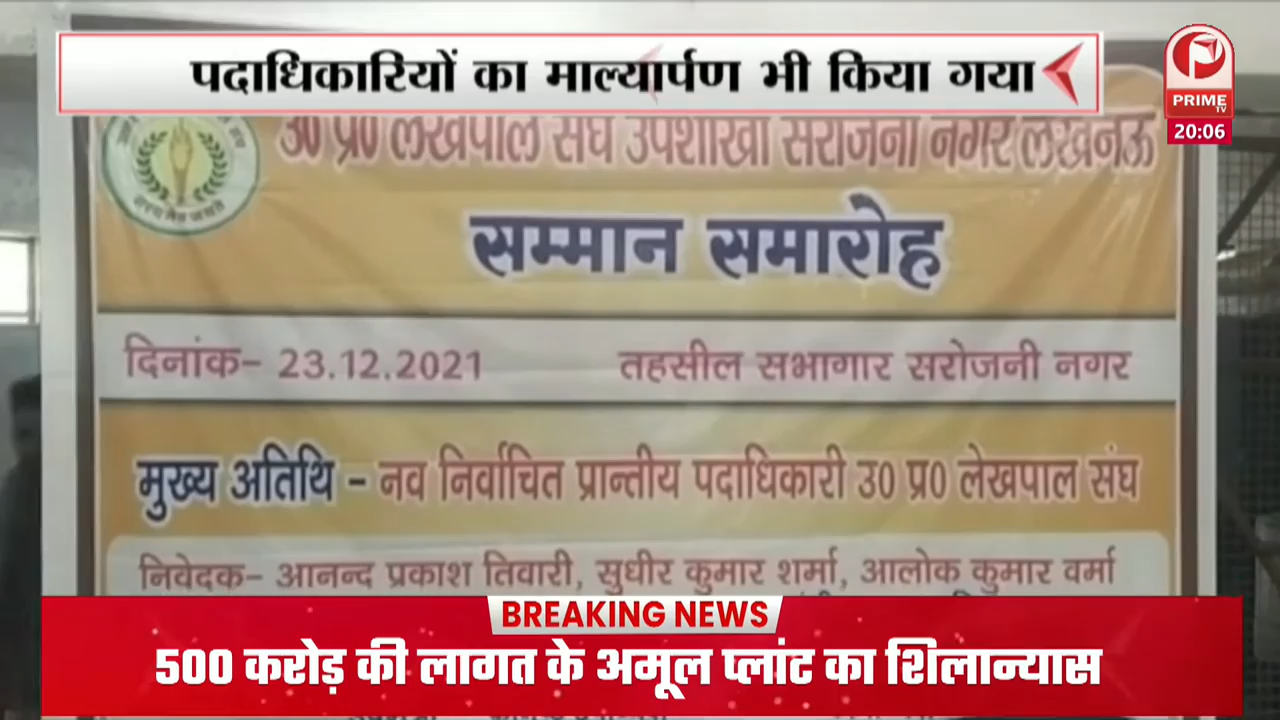 पदाधिकारियों का माल्यार्पण भी किया गया
PRIME TV
20:06
उ0 प्र0 लेखपाल संघ उपशाखा सरोजनी नगर लखनऊ
सम्मान समारोह
दिनांक- 23.12.2021 तहसील सभागार सरोजनी नगर
मुख्य अतिथि - नव निर्वाचित प्रान्तीय पदाधिकारी उ0 प्र0 लेखपाल संघ
निवेदक- आनन्द प्रकाश तिवारी, सुधीर कुमार शर्मा, आलोक कुमार वर्मा
BREAKING NEWS
500 करोड़ की लागत के अमूल प्लांट का शिलान्यास